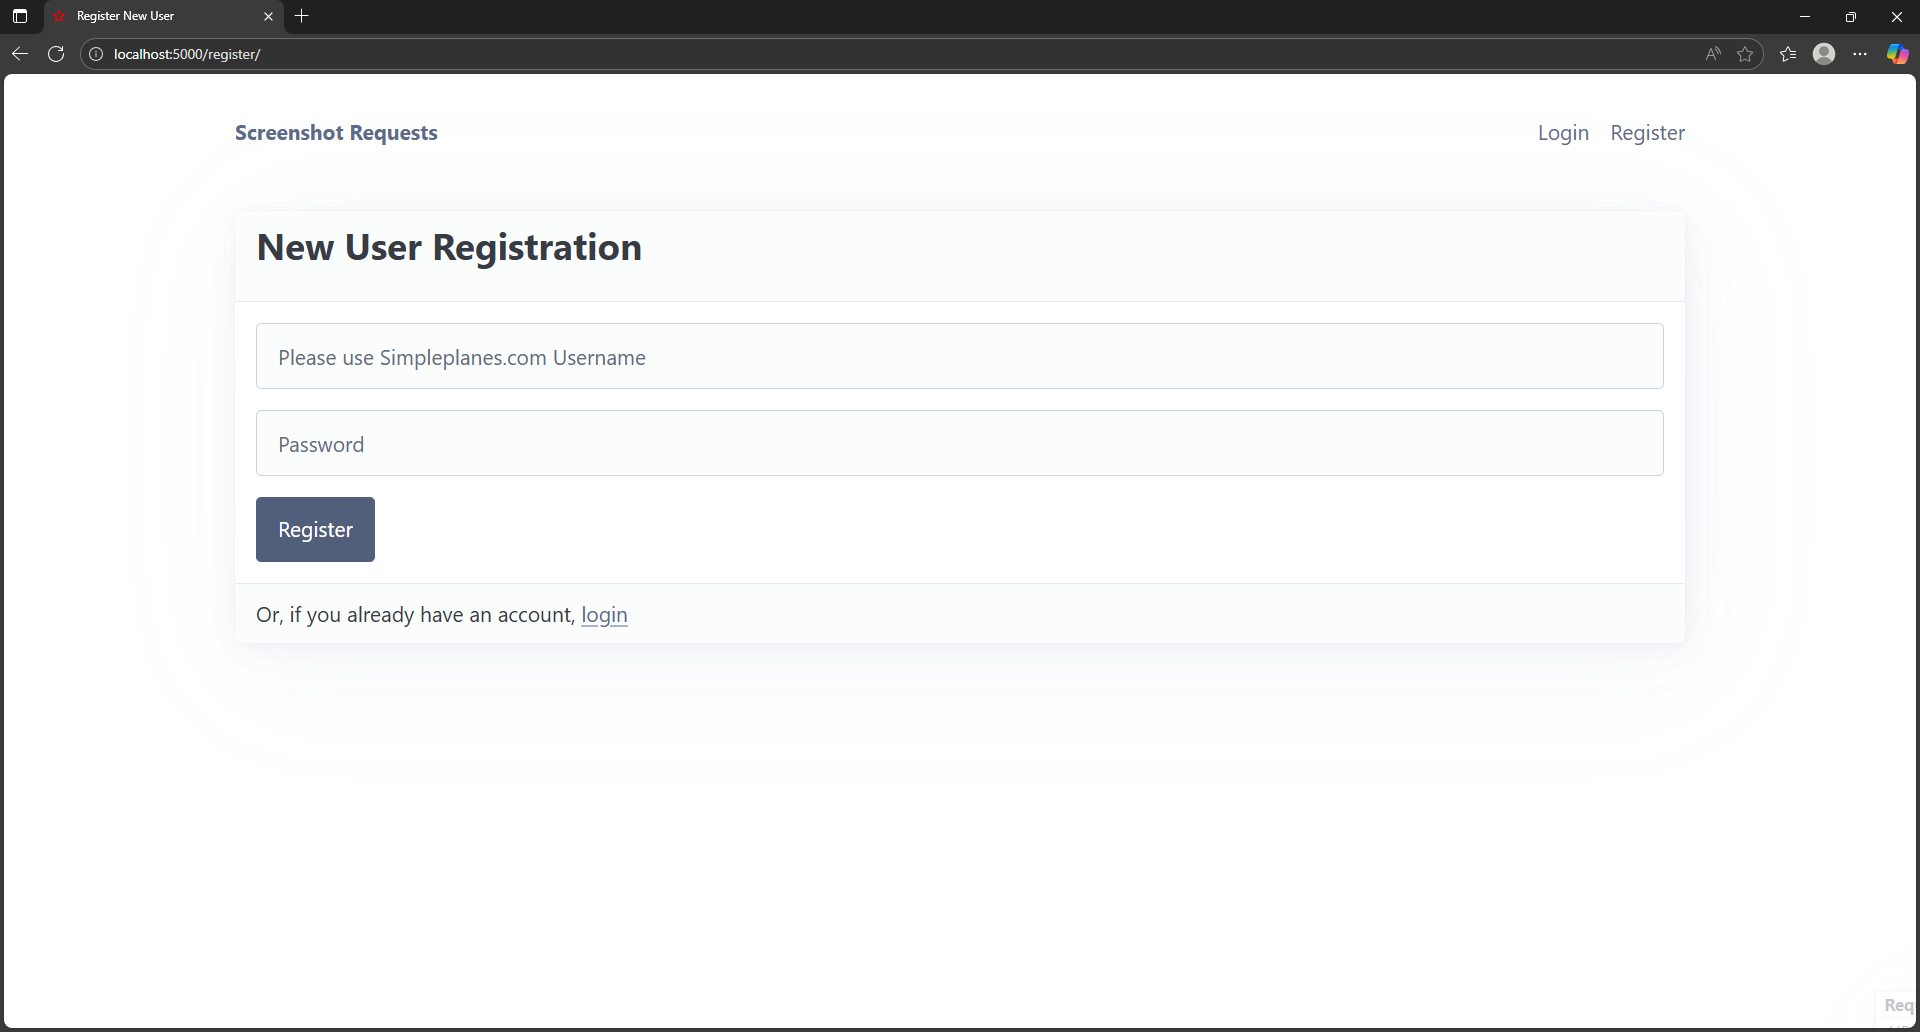 Register New User
localhost:5000/register/
Screenshot Requests
Login Register
New User Registration
Please use Simpleplanes.com Username
Password
Register
Or, if you already have an account, login
Req